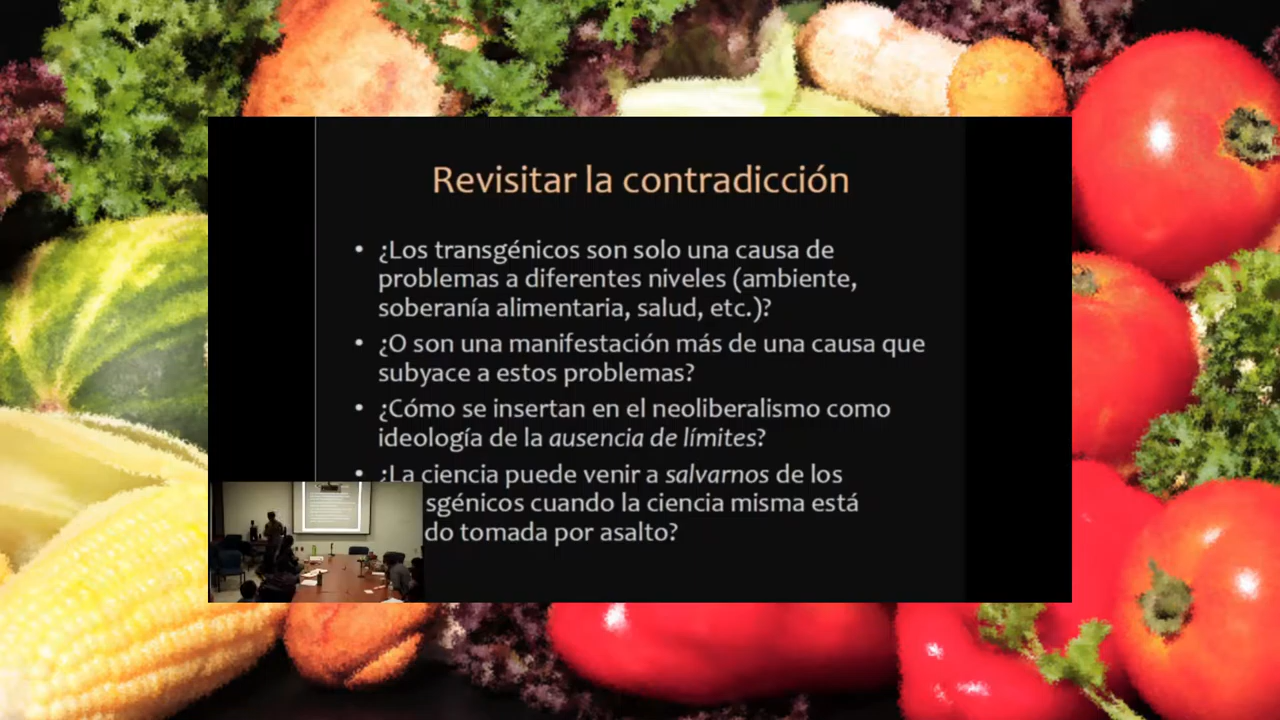 Revisitar la contradicción
• ¿Los transgénicos son solo una causa de
problemas a diferentes niveles (ambiente,
soberanía alimentaria, salud, etc.)?
• ¿O son una manifestación más de una causa que
subyace a estos problemas?
• ¿Cómo se insertan en el neoliberalismo como
ideología de la ausencia de límites?
• ¿La ciencia puede venir a salvarnos de los
sgénicos cuando la ciencia misma está
do tomada por asalto?